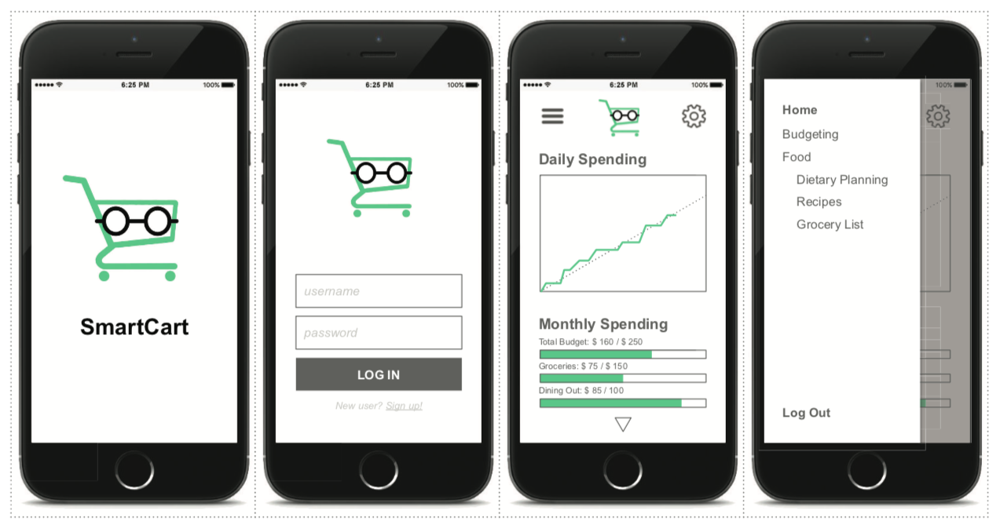 6:25 PM
100%
SmartCart
6:25 PM
100%
username
password
LOG IN
New user? Sign up!
6:25 PM
100%
Daily Spending
Monthly Spending
Total Budget: $ 160 / $ 250
Groceries: $ 75 / $ 150
Dining Out: $ 85 / 100
100%
Home
Budgeting
Food
Dietary Planning
Recipes
Grocery List
Log Out